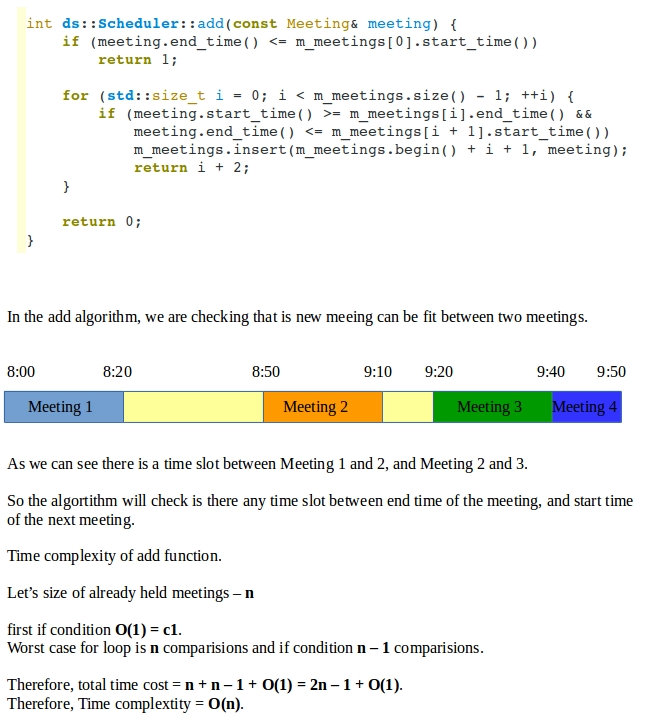 int ds::Scheduler::add(const Meeting& meeting) {
if (meeting.end_time() <= m_meetings[0].start_time())
return 1;
for (std::size_t i = 0; i < m_meetings.size() - 1; ++i) {
if (meeting.start_time() >= m_meetings[i].end_time() &&
meeting.end_time() <= m_meetings[i + 1].start_time())
m_meetings.insert(m_meetings.begin() + i + 1, meeting);
return i + 2;
}
return 0;
}
In the add algorithm, we are checking that is new meeing can be fit between two meetings.
8:00 8:20 8:50 9:10 9:20 9:40 9:50
Meeting 1 Meeting 2 Meeting 3 Meeting 4
As we can see there is a time slot between Meeting 1 and 2, and Meeting 2 and 3.
So the algortithm will check is there any time slot between end time of the meeting, and start time
of the next meeting.
Time complexity of add function.
Let’s size of already held meetings – n
first if condition O(1) = c1.
Worst case for loop is n comparisions and if condition n – 1 comparisions.
Therefore, total time cost = n + n – 1 + O(1) = 2n – 1 + O(1).
Therefore, Time complextity = O(n).